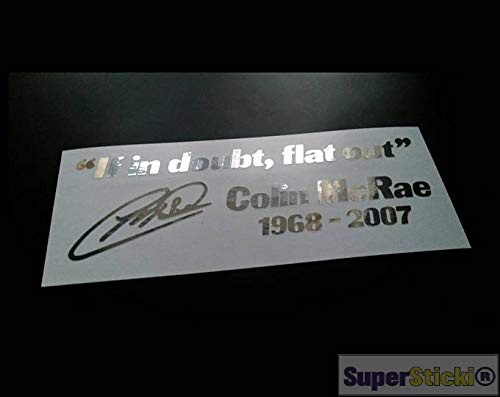 “If in doubt, flat out”
Colin McRae
1968 - 2007
SuperSticki®